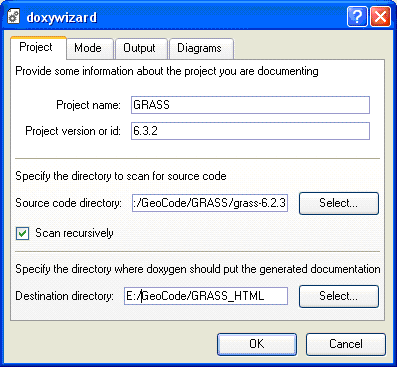 doxywizard
Project Mode Output Diagrams
Provide some information about the project you are documenting
Project name: GRASS
Project version or id: 6.3.2
Specify the directory to scan for source code
Source code directory: :/GeoCode/GRASS/grass-6.2.3 Select...
Scan recursively
Specify the directory where doxygen should put the generated documentation
Destination directory: E:/GeoCode/GRASS_HTML Select...
OK Cancel